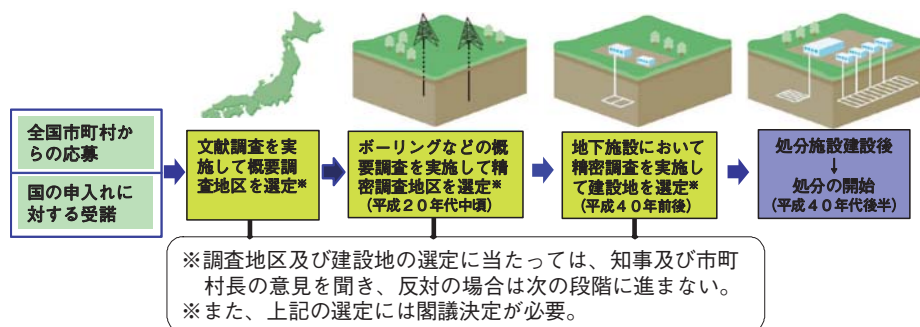 全国市町村か
らの応募
国の申入れに
対する受諾
文献調査を実
施して概要調
査地区を選定※
ボーリングなどの概
要調査を実施して精
密調査地区を選定※
(平成20年代中頃)
地下施設において
精密調査を実施し
て建設地を選定※
(平成40年前後)
処分施設建設後
↓
処分の開始
(平成40年代後半)
※調査地区及び建設地の選定に当たっては、知事及び市町
村長の意見を聞き、反対の場合は次の段階に進まない。
※また、上記の選定には閣議決定が必要。